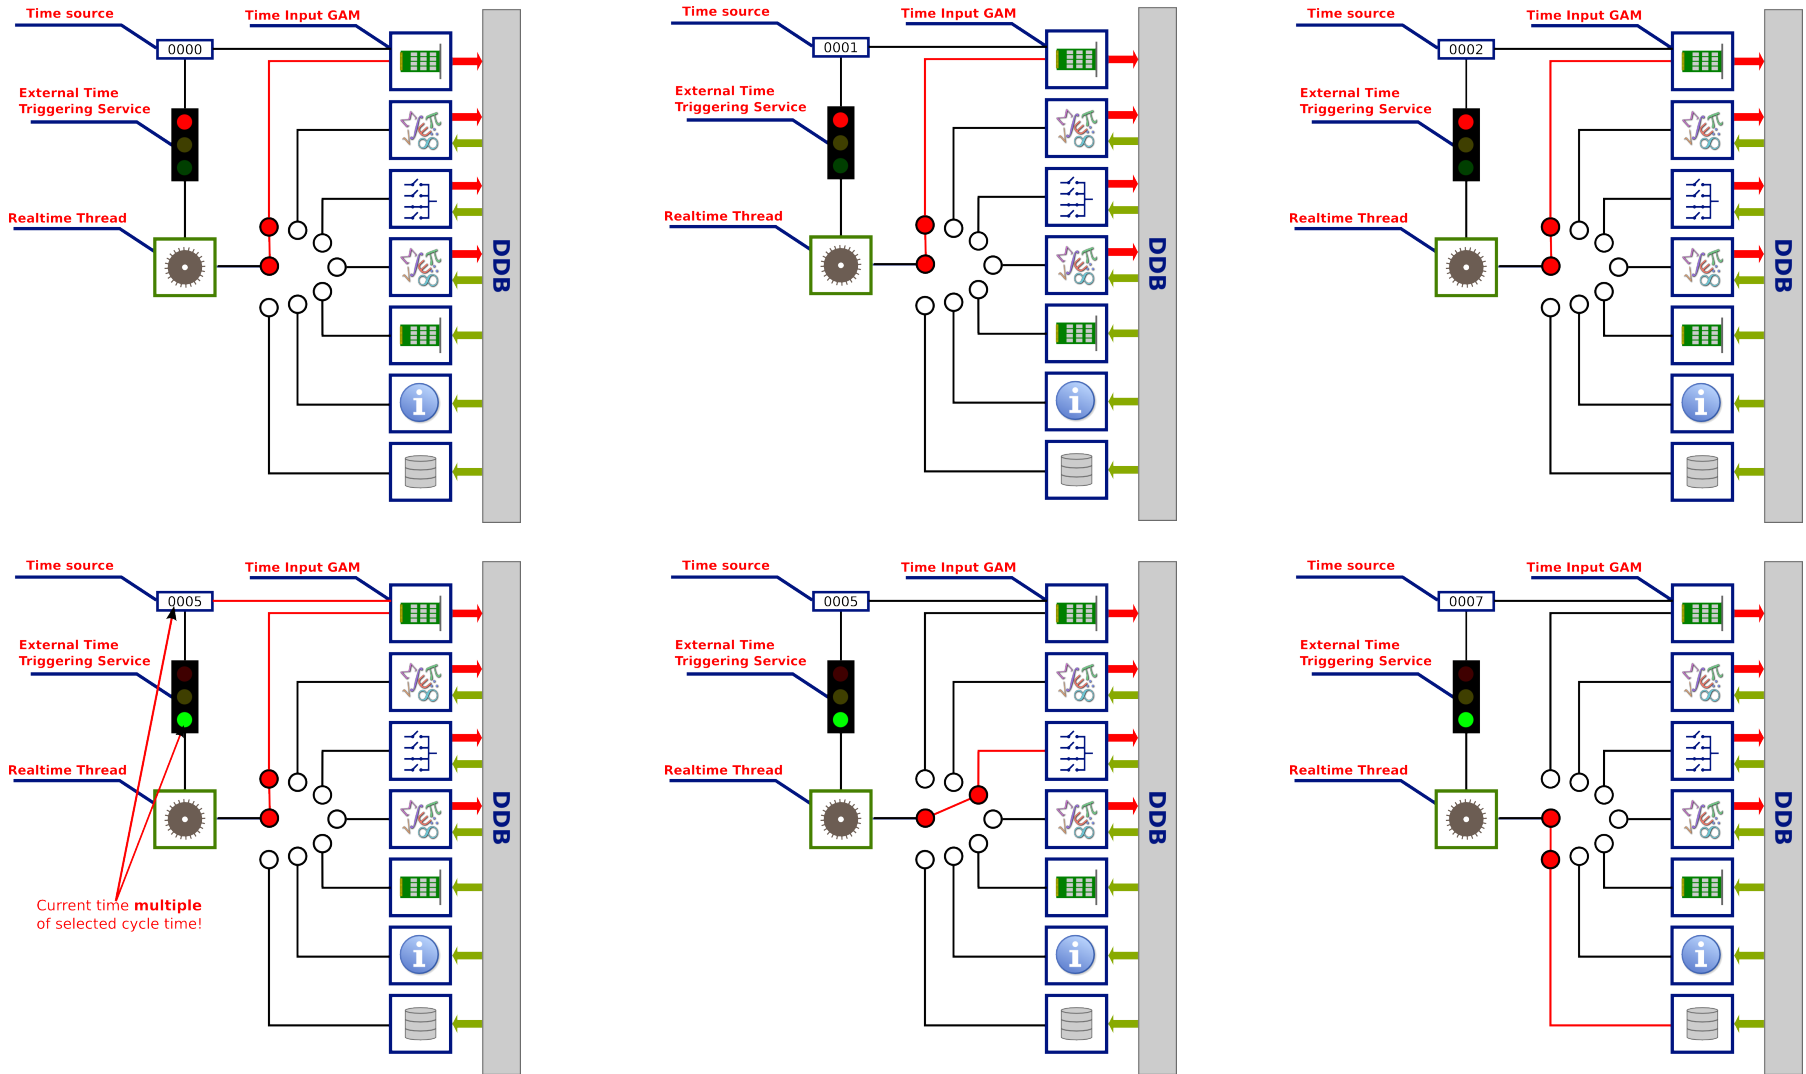 Time source
Time Input GAM
0000
External Time
Triggering Service
Realtime Thread
DDB
Time source
Time Input GAM
0001
External Time
Triggering Service
Realtime Thread
DDB
Time source
Time Input GAM
0002
External Time
Triggering Service
Realtime Thread
DDB
Time source
Time Input GAM
0005
External Time
Triggering Service
Realtime Thread
DDB
Current time multiple
of selected cycle time!
Time source
Time Input GAM
0005
External Time
Triggering Service
Realtime Thread
DDB
Time source
Time Input GAM
0007
External Time
Triggering Service
Realtime Thread
DDB